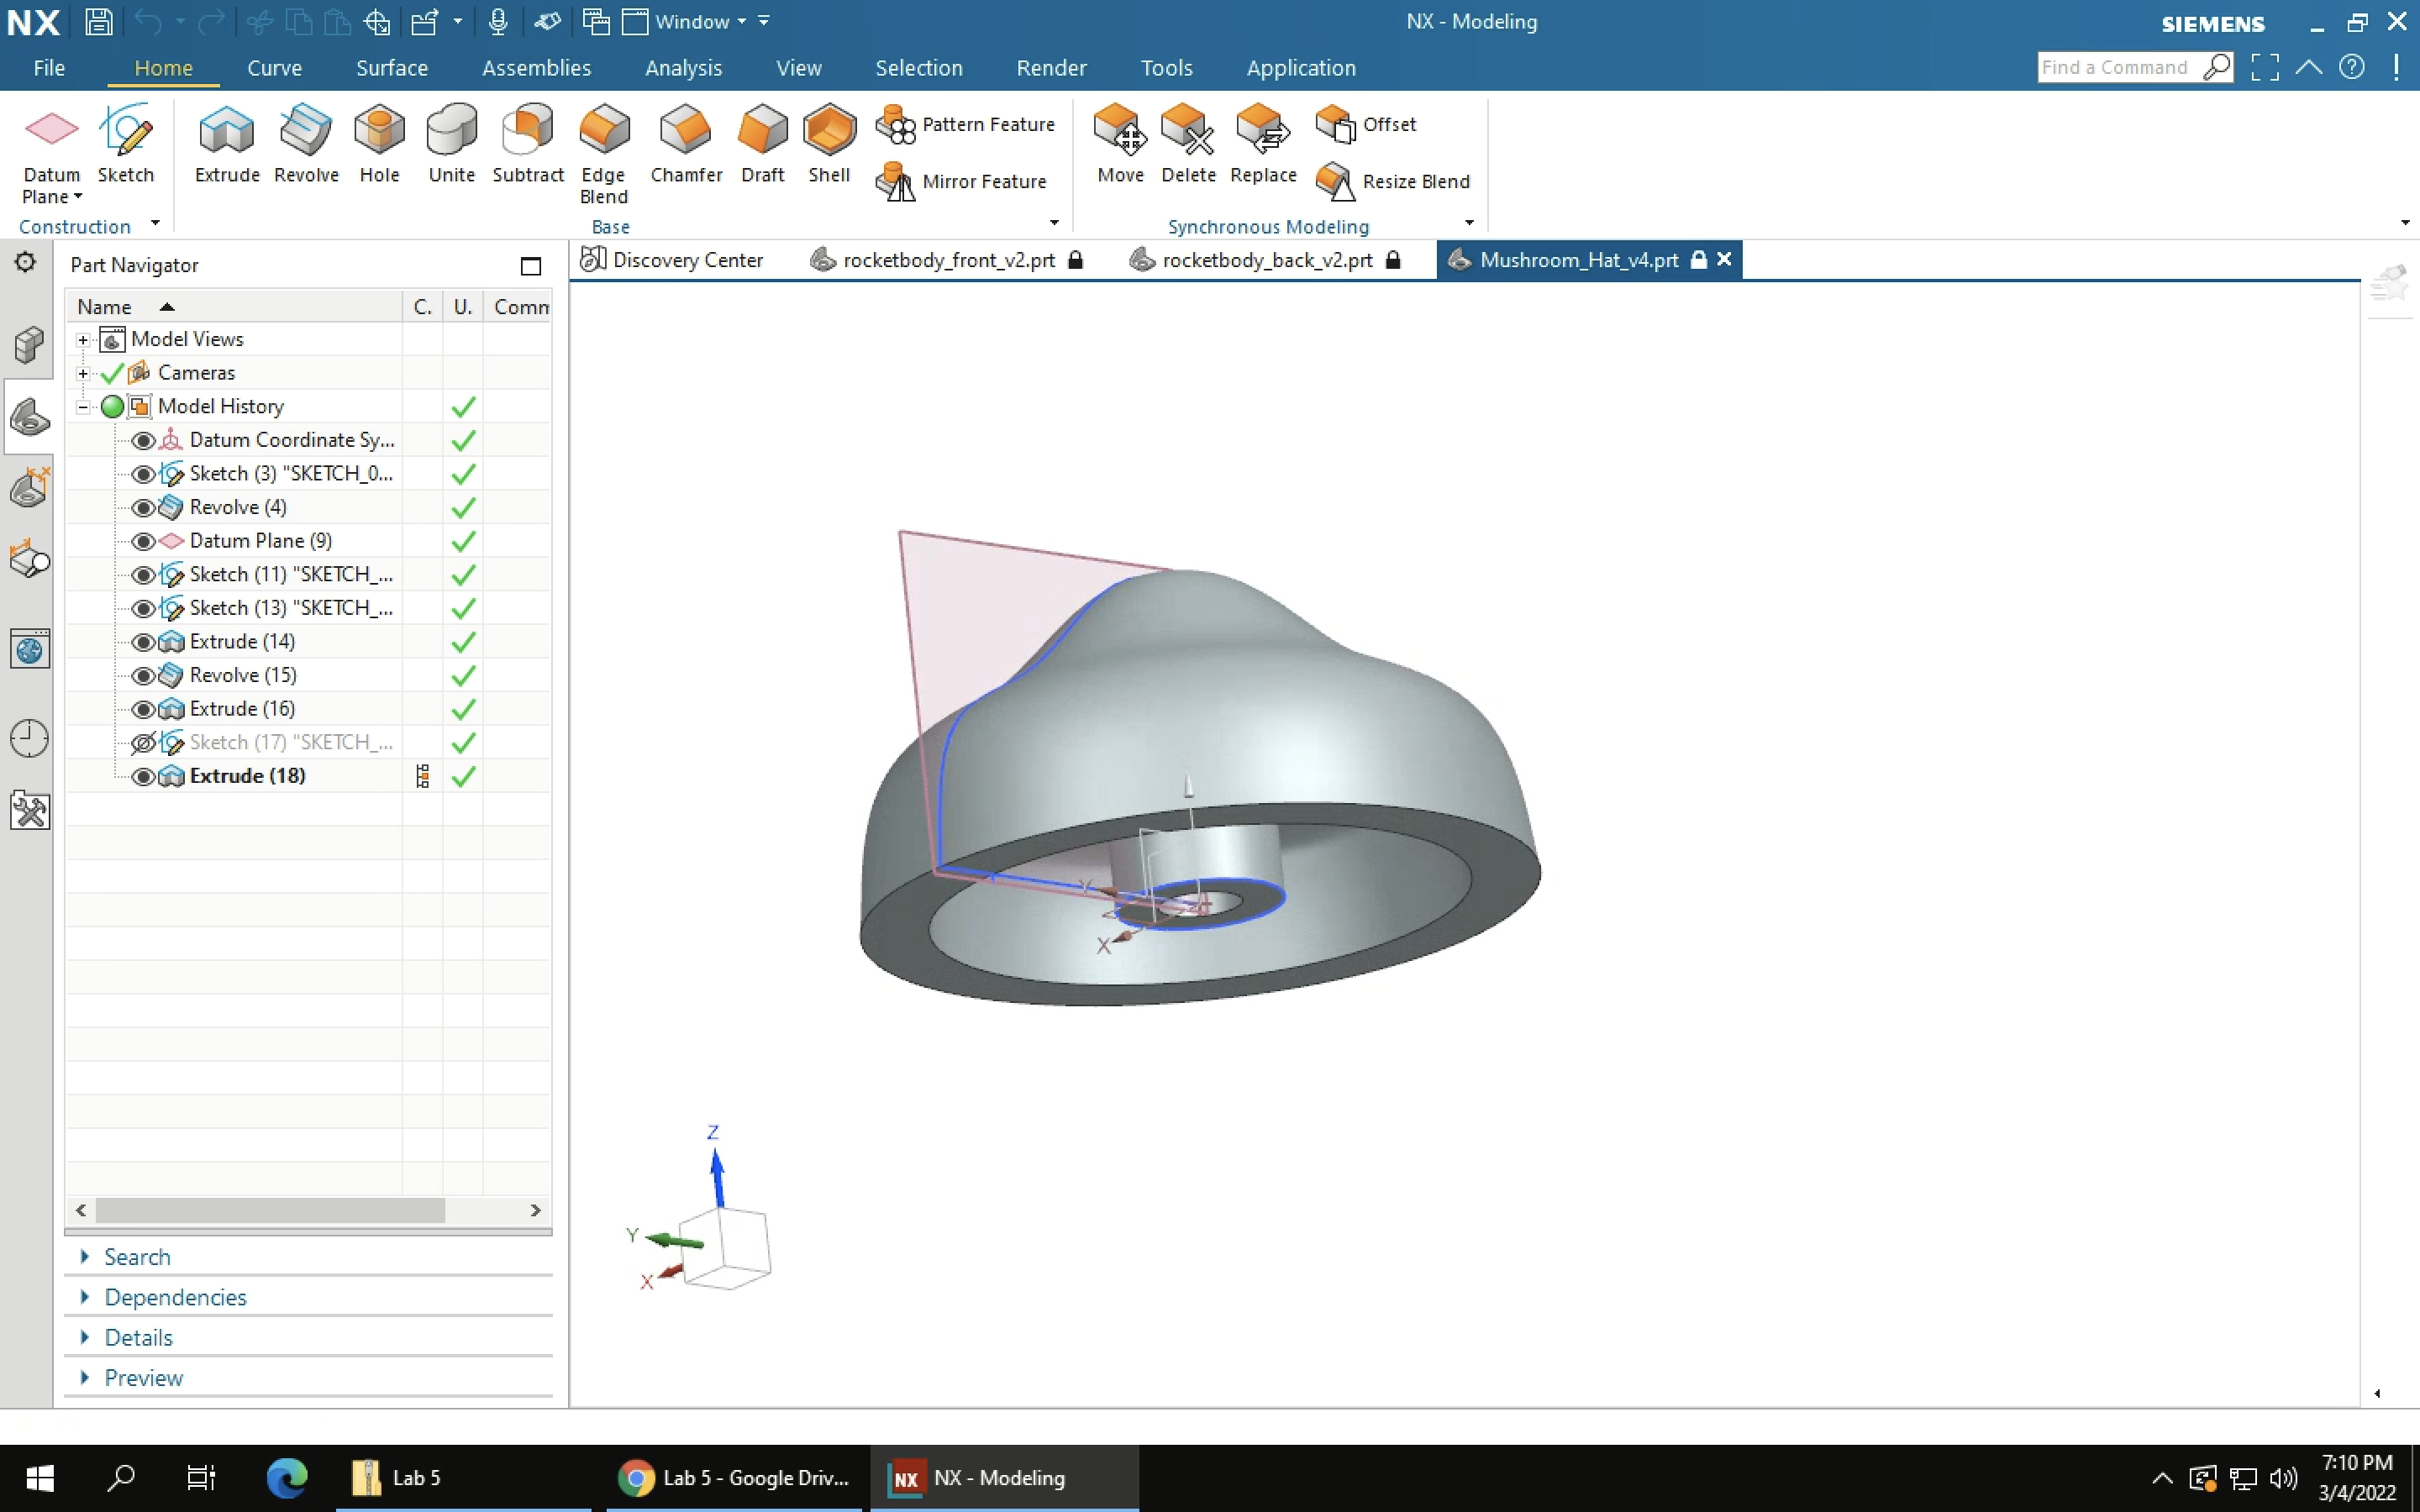 NX Window NX - Modeling SIEMENS
File Home Curve Surface Assemblies Analysis View Selection Render Tools Application Find a Command
Datum Plane Sketch Extrude Revolve Hole Unite Subtract Edge Blend Chamfer Draft Shell Pattern Feature Mirror Feature Move Delete Replace Offset Resize Blend
Construction Base Synchronous Modeling
Part Navigator
Discovery Center rocketbody_front_v2.prt rocketbody_back_v2.prt Mushroom_Hat_v4.prt
Name C. U. Comm
Model Views
Cameras
Model History
Datum Coordinate Sy...
Sketch (3) "SKETCH_0...
Revolve (4)
Datum Plane (9)
Sketch (11) "SKETCH_...
Sketch (13) "SKETCH_...
Extrude (14)
Revolve (15)
Extrude (16)
Sketch (17) "SKETCH_...
Extrude (18)
Y
X
Z
Y
X
Search
Dependencies
Details
Preview
Lab 5 Lab 5 - Google Driv... NX NX - Modeling
7:10 PM
3/4/2022